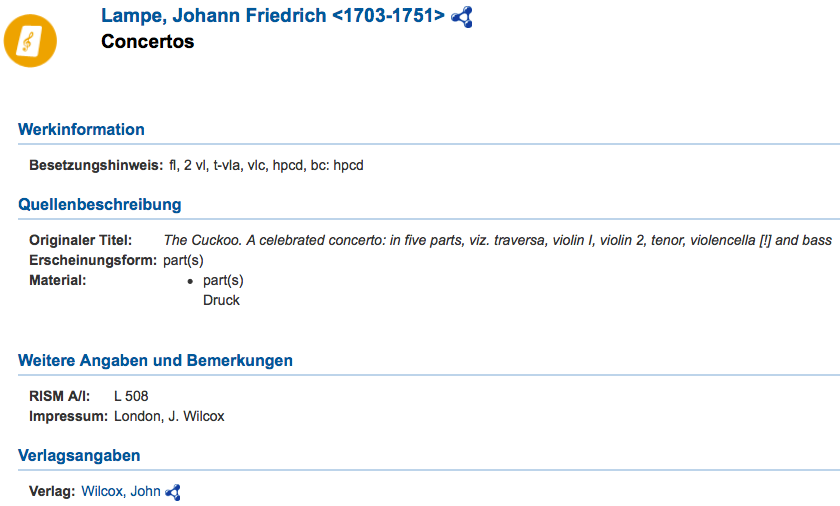 Lampe, Johann Friedrich <1703-1751>
Concertos
Werkinformation
Besetzungshinweis: fl, 2 vl, t-vla, vlc, hpcd, bc: hpcd
Quellenbeschreibung
Originaler Titel: The Cuckoo. A celebrated concerto: in five parts, viz. traversa, violin I, violin 2, tenor, violencella [!] and bass
Erscheinungsform: part(s)
Material: • part(s)
Druck
Weitere Angaben und Bemerkungen
RISM A/I: L 508
Impressum: London, J. Wilcox
Verlagsangaben
Verlag: Wilcox, John